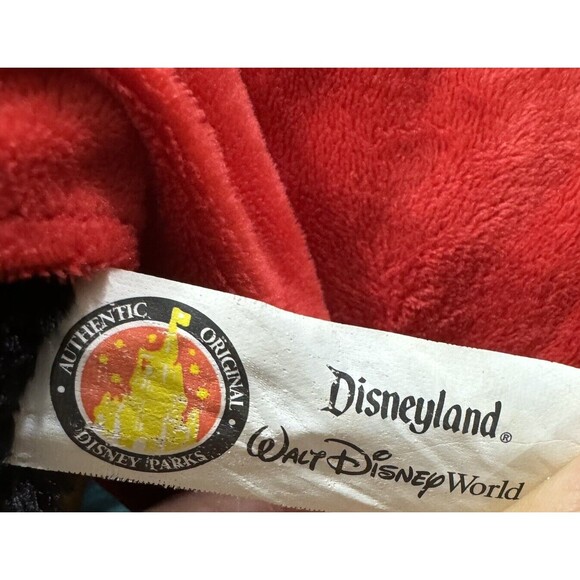 AUTHENTIC ORIGINAL
DISNEY PARKS
Disneyland®
WALT DISNEY World